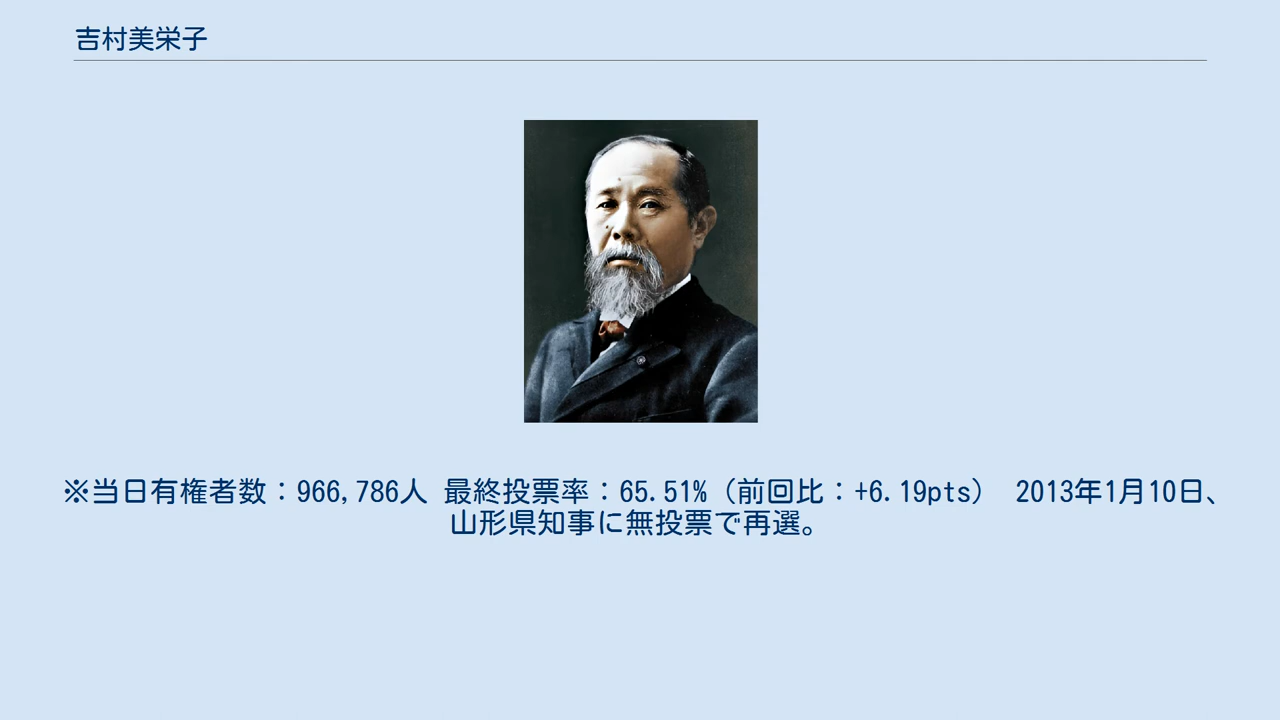 吉村美栄子
※当日有権者数：966,786人 最終投票率：65.51%（前回比：+6.19pts） 2013年1月10日、
山形県知事に無投票で再選。